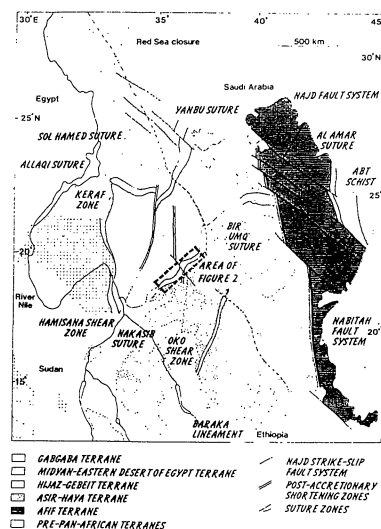 30°E
35°
40°
45°
Red Sea closure
500 km
30°N
Egypt
Saudi Arabia
NAJD FAULT SYSTEM
YANBU SUTURE
25°N
SOL HAMED SUTURE
AL AMAR
SUTURE
ALLAQI SUTURE
ABT
SCHIST
KERAF
ZONE
25°
BIR
UMQ
SUTURE
AREA OF
FIGURE 2
20°
River
Nile
HAMISANA SHEAR
ZONE
NAKASIB
SUTURE
OKO
SHEAR
ZONE
NABITAH
FAULT
SYSTEM
20°
Sudan
15°
BARAKA
LINEAMENT
Ethiopia
GABGABA TERRANE
MIDYAN-EASTERN DESERT OF EGYPT TERRANE
HIJAZ-GEBEIT TERRANE
ASIR-HAYA TERRANE
AFIF TERRANE
PRE-PAN-AFRICAN TERRANES
NAJD STRIKE-SLIP
FAULT SYSTEM
POST-ACCRETIONARY
SHORTENING ZONES
SUTURE ZONES